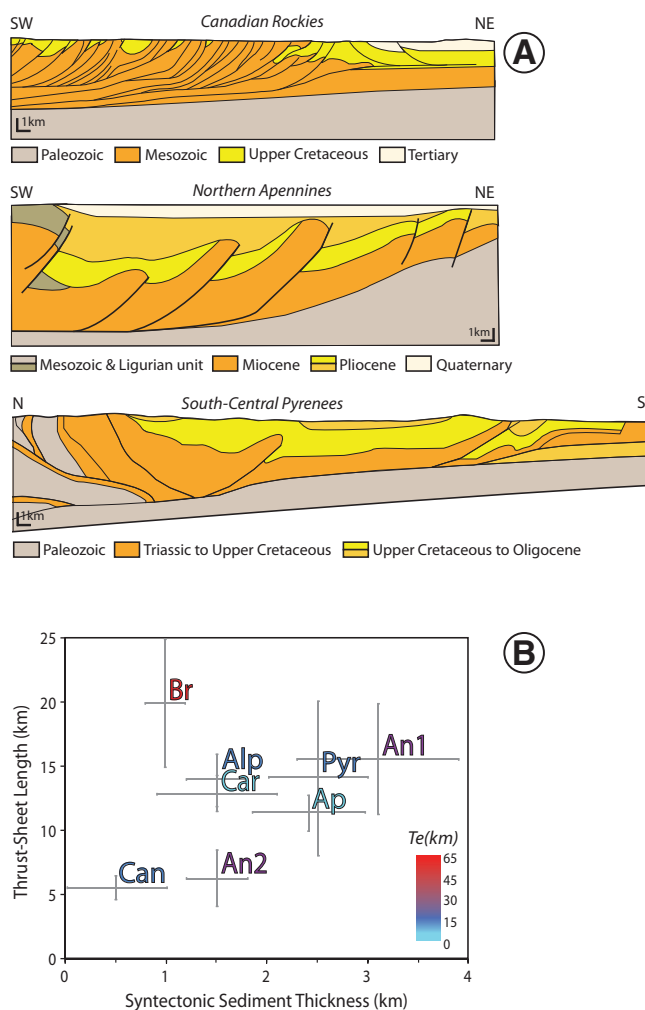 SW Canadian Rockies NE
A
1km
Paleozoic Mesozoic Upper Cretaceous Tertiary
SW Northern Apennines NE
1km
Mesozoic & Ligurian unit Miocene Pliocene Quaternary
N South-Central Pyrenees S
1km
Paleozoic Triassic to Upper Cretaceous Upper Cretaceous to Oligocene
B
25
20
15
10
5
0
Thrust-Sheet Length (km)
Br
Alp
Car
Pyr
An1
Ap
Can
An2
Te(km)
65
45
30
15
0
0 1 2 3 4
Syntectonic Sediment Thickness (km)